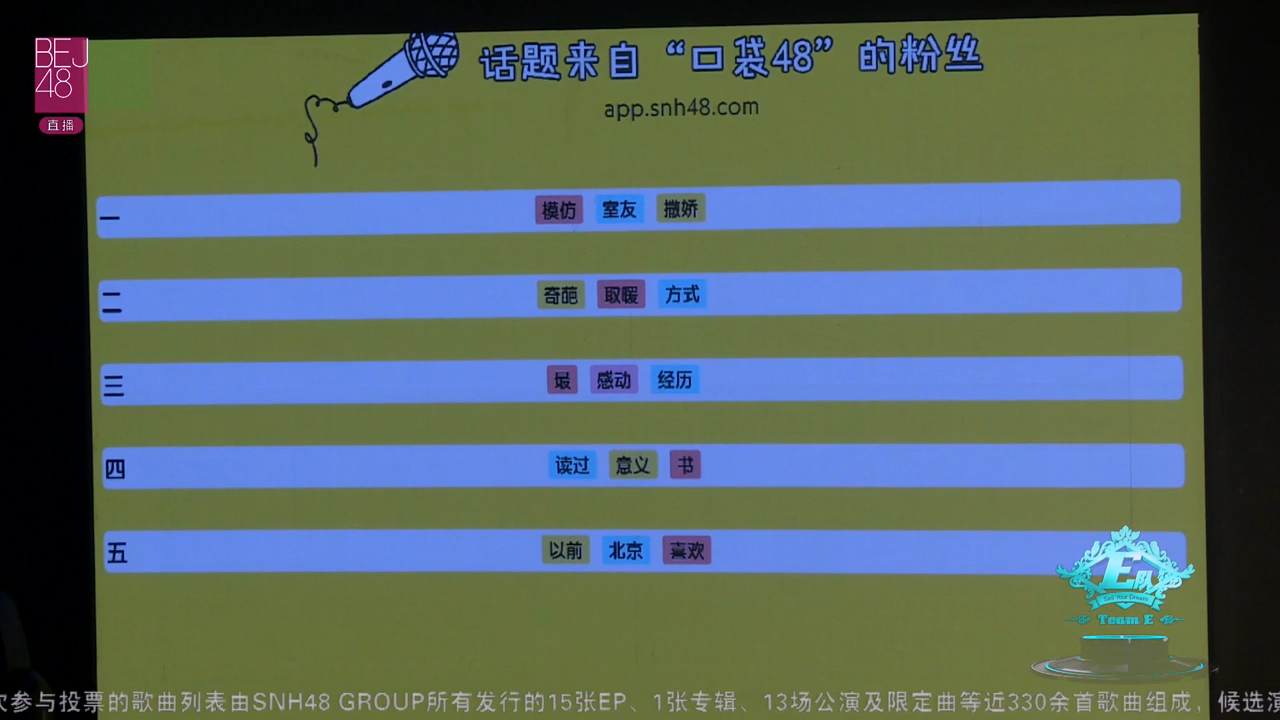 BEJ
48
直播
话题来自“口袋48”的粉丝
app.snh48.com
一 模仿 室友 撒娇
二 奇葩 取暖 方式
三 最 感动 经历
四 读过 意义 书
五 以前 北京 喜欢
E队
Team E
参与投票的歌曲列表由SNH48 GROUP所有发行的15张EP、1张专辑、13场公演及限定曲等近330余首歌曲组成，候选